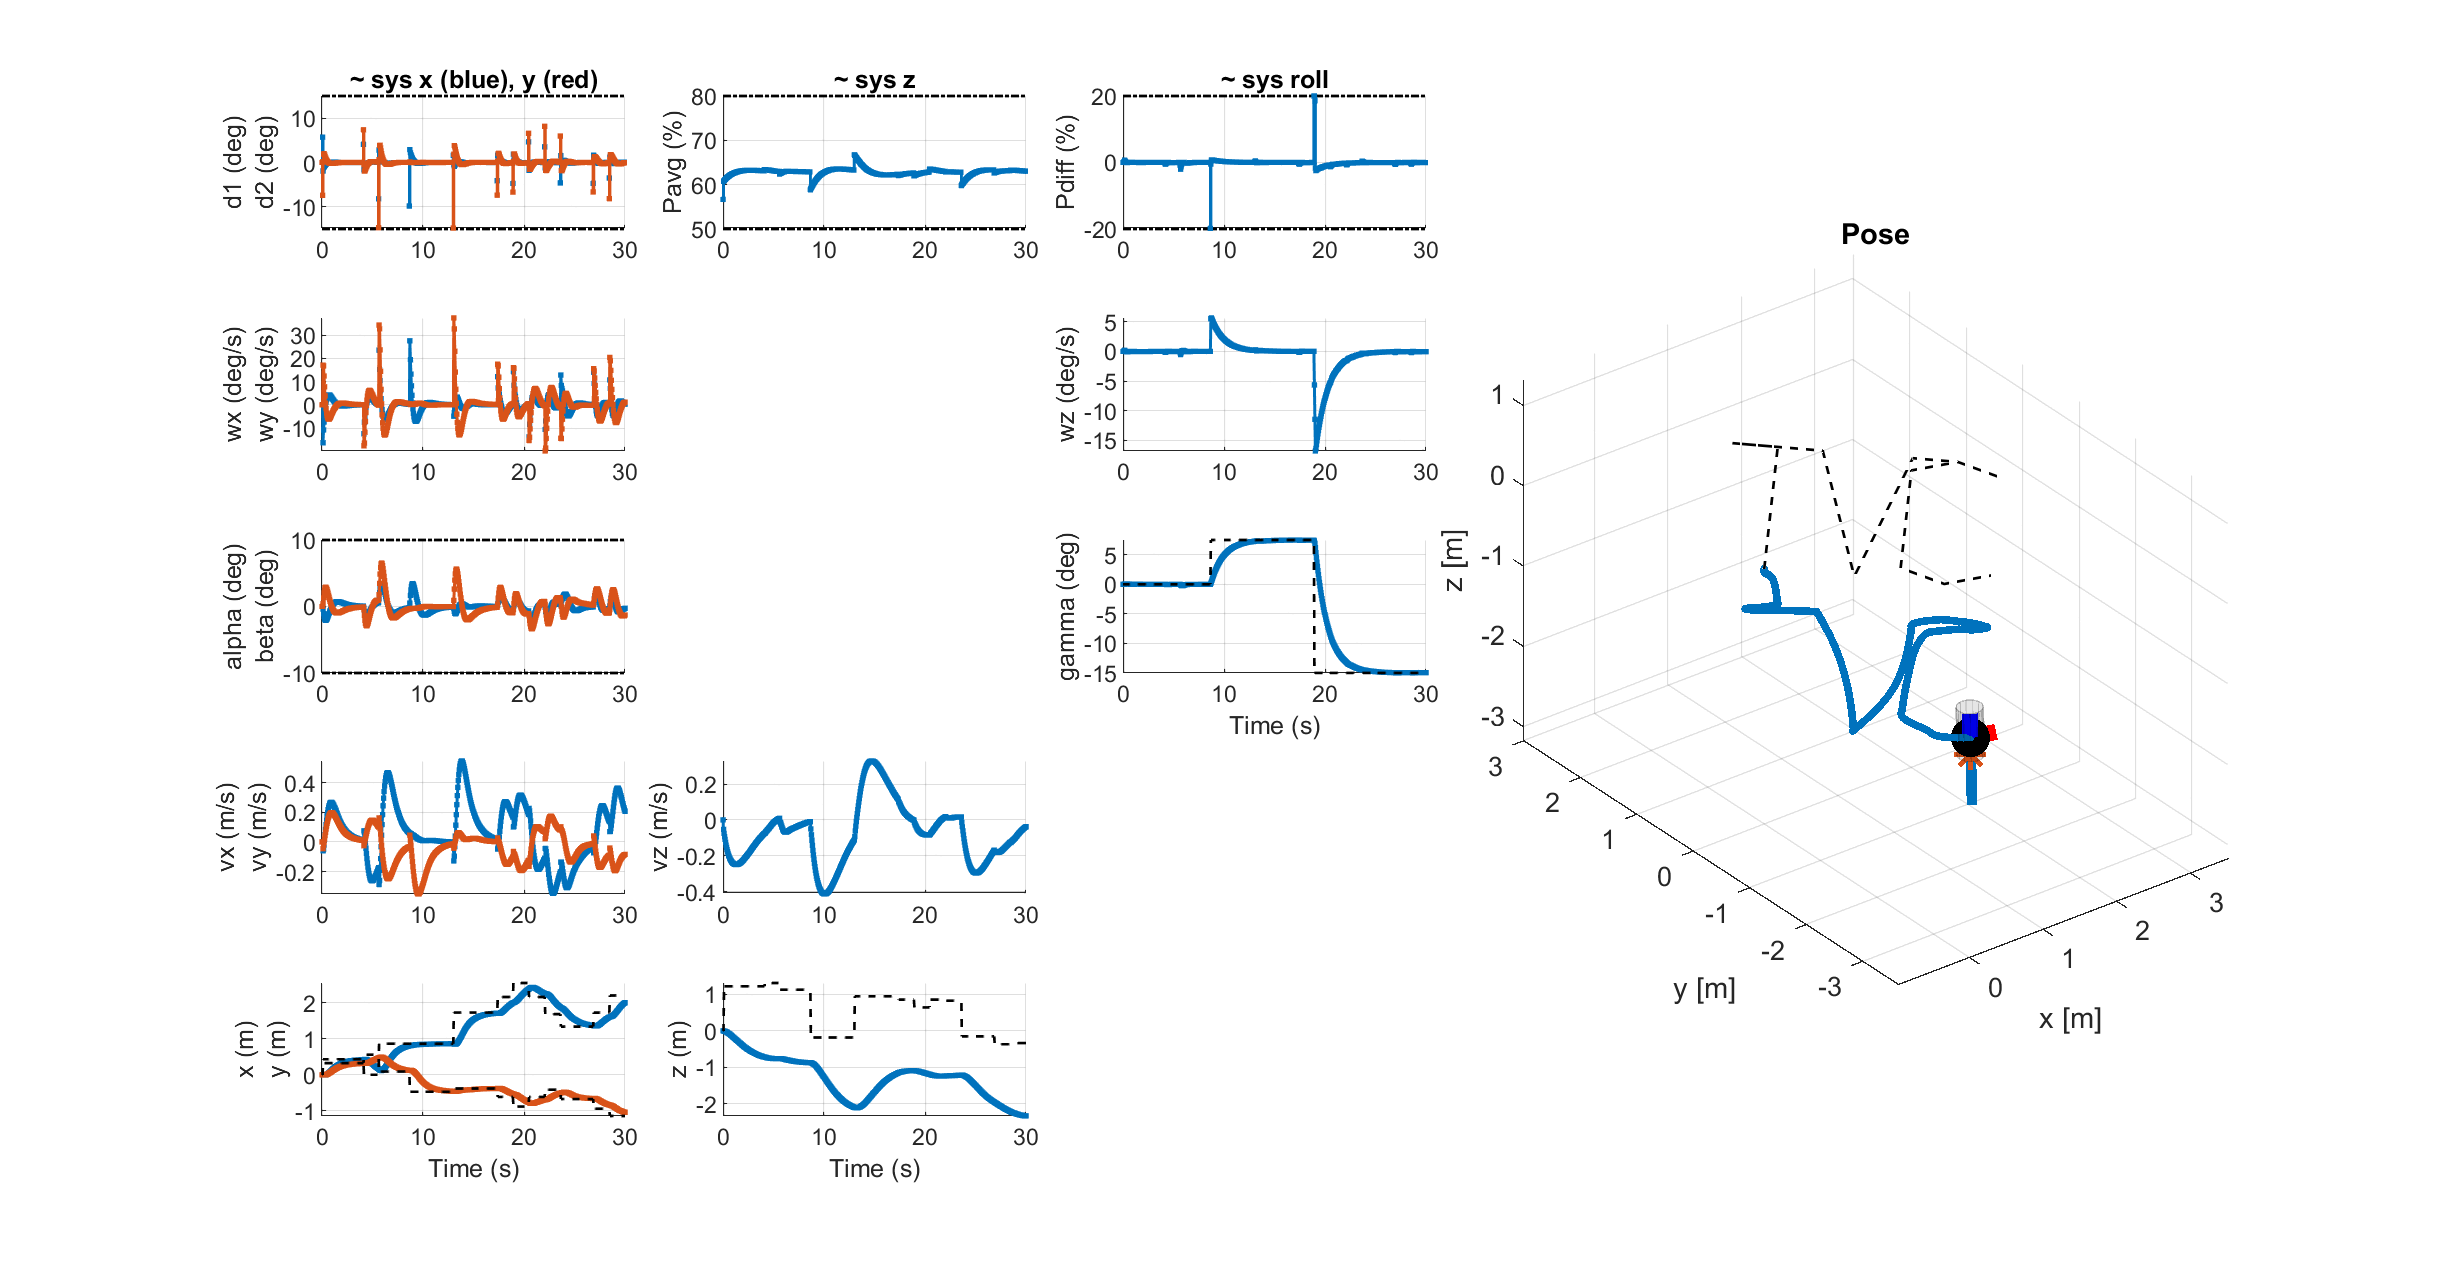 ~ sys x (blue), y (red)
~ sys z
~ sys roll
d1 (deg)
d2 (deg)
10
0
-10
0 10 20 30
Pavg (%)
80
70
60
50
0 10 20 30
Pdiff (%)
20
0
-20
0 10 20 30
wx (deg/s)
wy (deg/s)
30
20
10
0
-10
0 10 20 30
wz (deg/s)
5
0
-5
-10
-15
0 10 20 30
alpha (deg)
beta (deg)
10
0
-10
0 10 20 30
gamma (deg)
5
0
-5
-10
-15
0 10 20 30
Time (s)
vx (m/s)
vy (m/s)
0.4
0.2
0
-0.2
0 10 20 30
vz (m/s)
0.2
0
-0.2
-0.4
0 10 20 30
x (m)
y (m)
2
1
0
-1
0 10 20 30
Time (s)
z (m)
1
0
-1
-2
0 10 20 30
Time (s)
Pose
z [m]
1
0
-1
-2
-3
3
2
1
0
-1
-2
-3
y [m]
0
1
2
3
x [m]